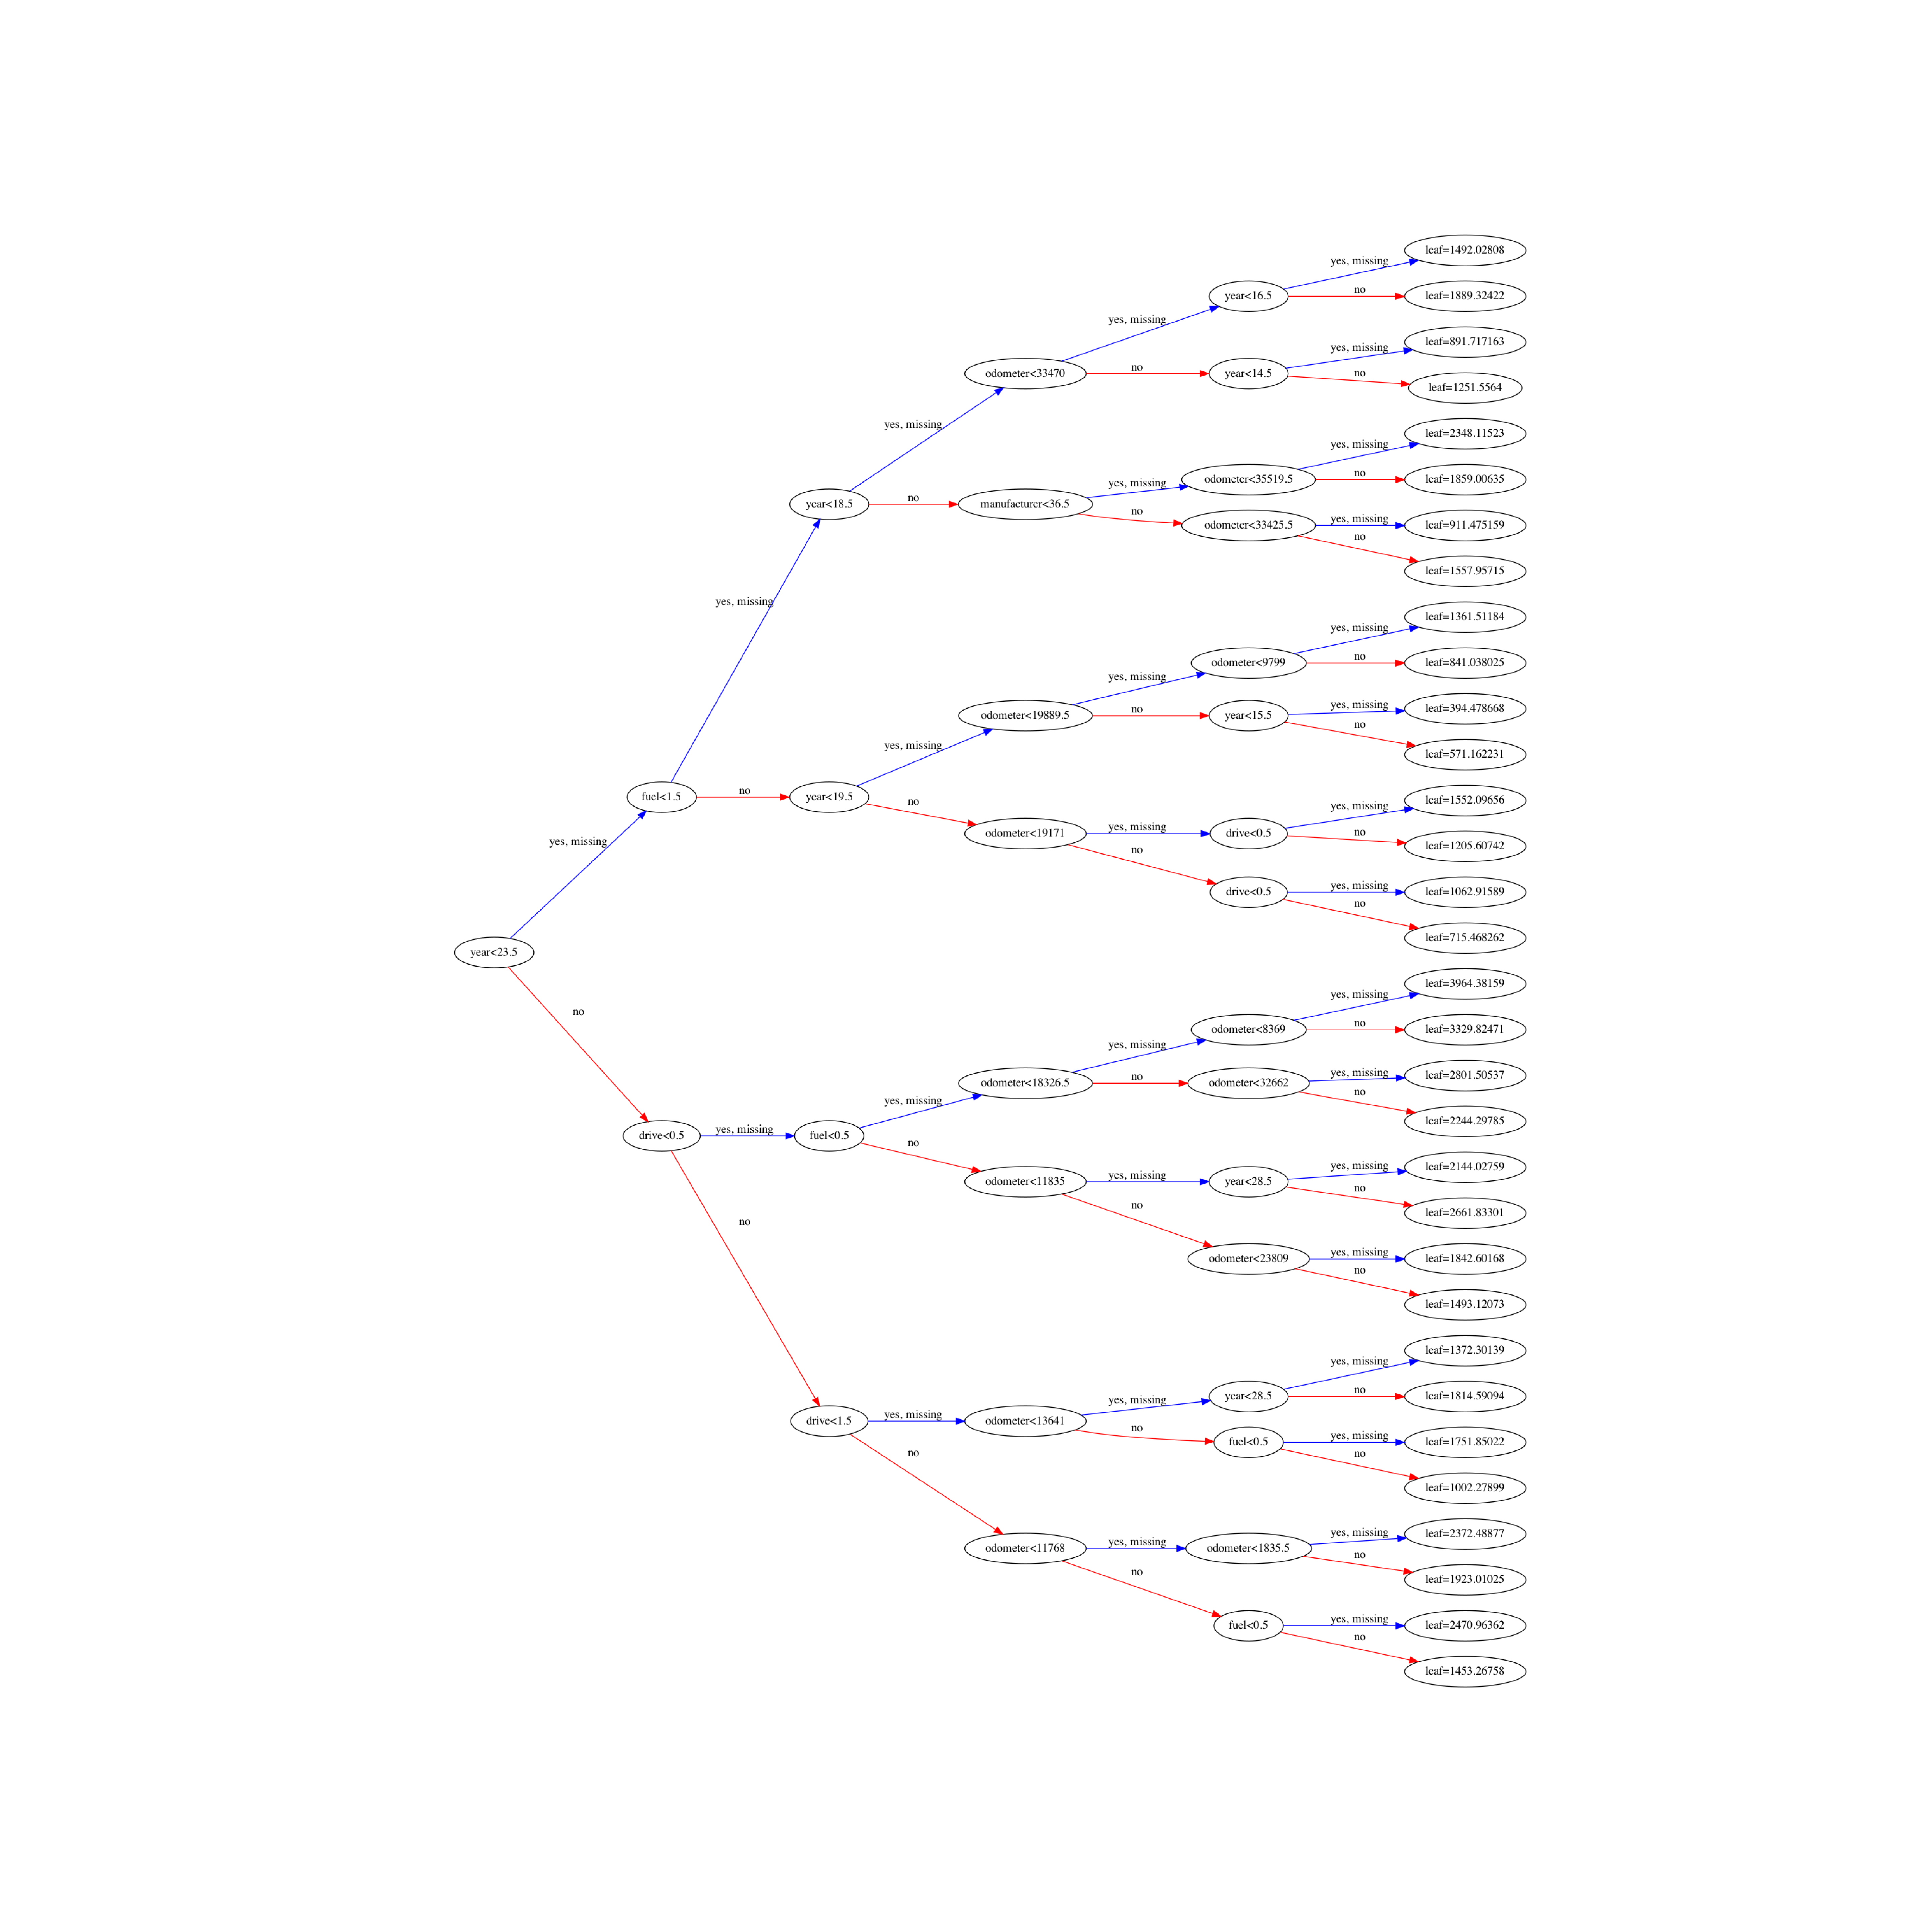 leaf=1492.02808
yes, missing
year<16.5
no
leaf=1889.32422
yes, missing
leaf=891.717163
yes, missing
odometer<33470
no
year<14.5
no
leaf=1251.5564
yes, missing
leaf=2348.11523
yes, missing
odometer<35519.5
no
leaf=1859.00635
yes, missing
year<18.5
no
manufacturer<36.5
no
odometer<33425.5
yes, missing
leaf=911.475159
no
leaf=1557.95715
yes, missing
leaf=1361.51184
yes, missing
odometer<9799
no
leaf=841.038025
yes, missing
leaf=394.478668
yes, missing
odometer<19889.5
no
year<15.5
no
leaf=571.162231
yes, missing
fuel<1.5
no
year<19.5
leaf=1552.09656
yes, missing
no
odometer<19171
yes, missing
drive<0.5
no
leaf=1205.60742
yes, missing
no
drive<0.5
yes, missing
leaf=1062.91589
no
leaf=715.468262
year<23.5
leaf=3964.38159
yes, missing
no
odometer<8369
no
leaf=3329.82471
yes, missing
leaf=2801.50537
yes, missing
odometer<18326.5
no
odometer<32662
no
leaf=2244.29785
yes, missing
drive<0.5
yes, missing
fuel<0.5
no
leaf=2144.02759
yes, missing
odometer<11835
yes, missing
year<28.5
no
leaf=2661.83301
no
no
odometer<23809
yes, missing
leaf=1842.60168
no
leaf=1493.12073
leaf=1372.30139
yes, missing
year<28.5
no
leaf=1814.59094
yes, missing
drive<1.5
yes, missing
odometer<13641
no
fuel<0.5
yes, missing
leaf=1751.85022
no
no
leaf=1002.27899
leaf=2372.48877
yes, missing
odometer<11768
yes, missing
odometer<1835.5
no
leaf=1923.01025
no
fuel<0.5
yes, missing
leaf=2470.96362
no
leaf=1453.26758